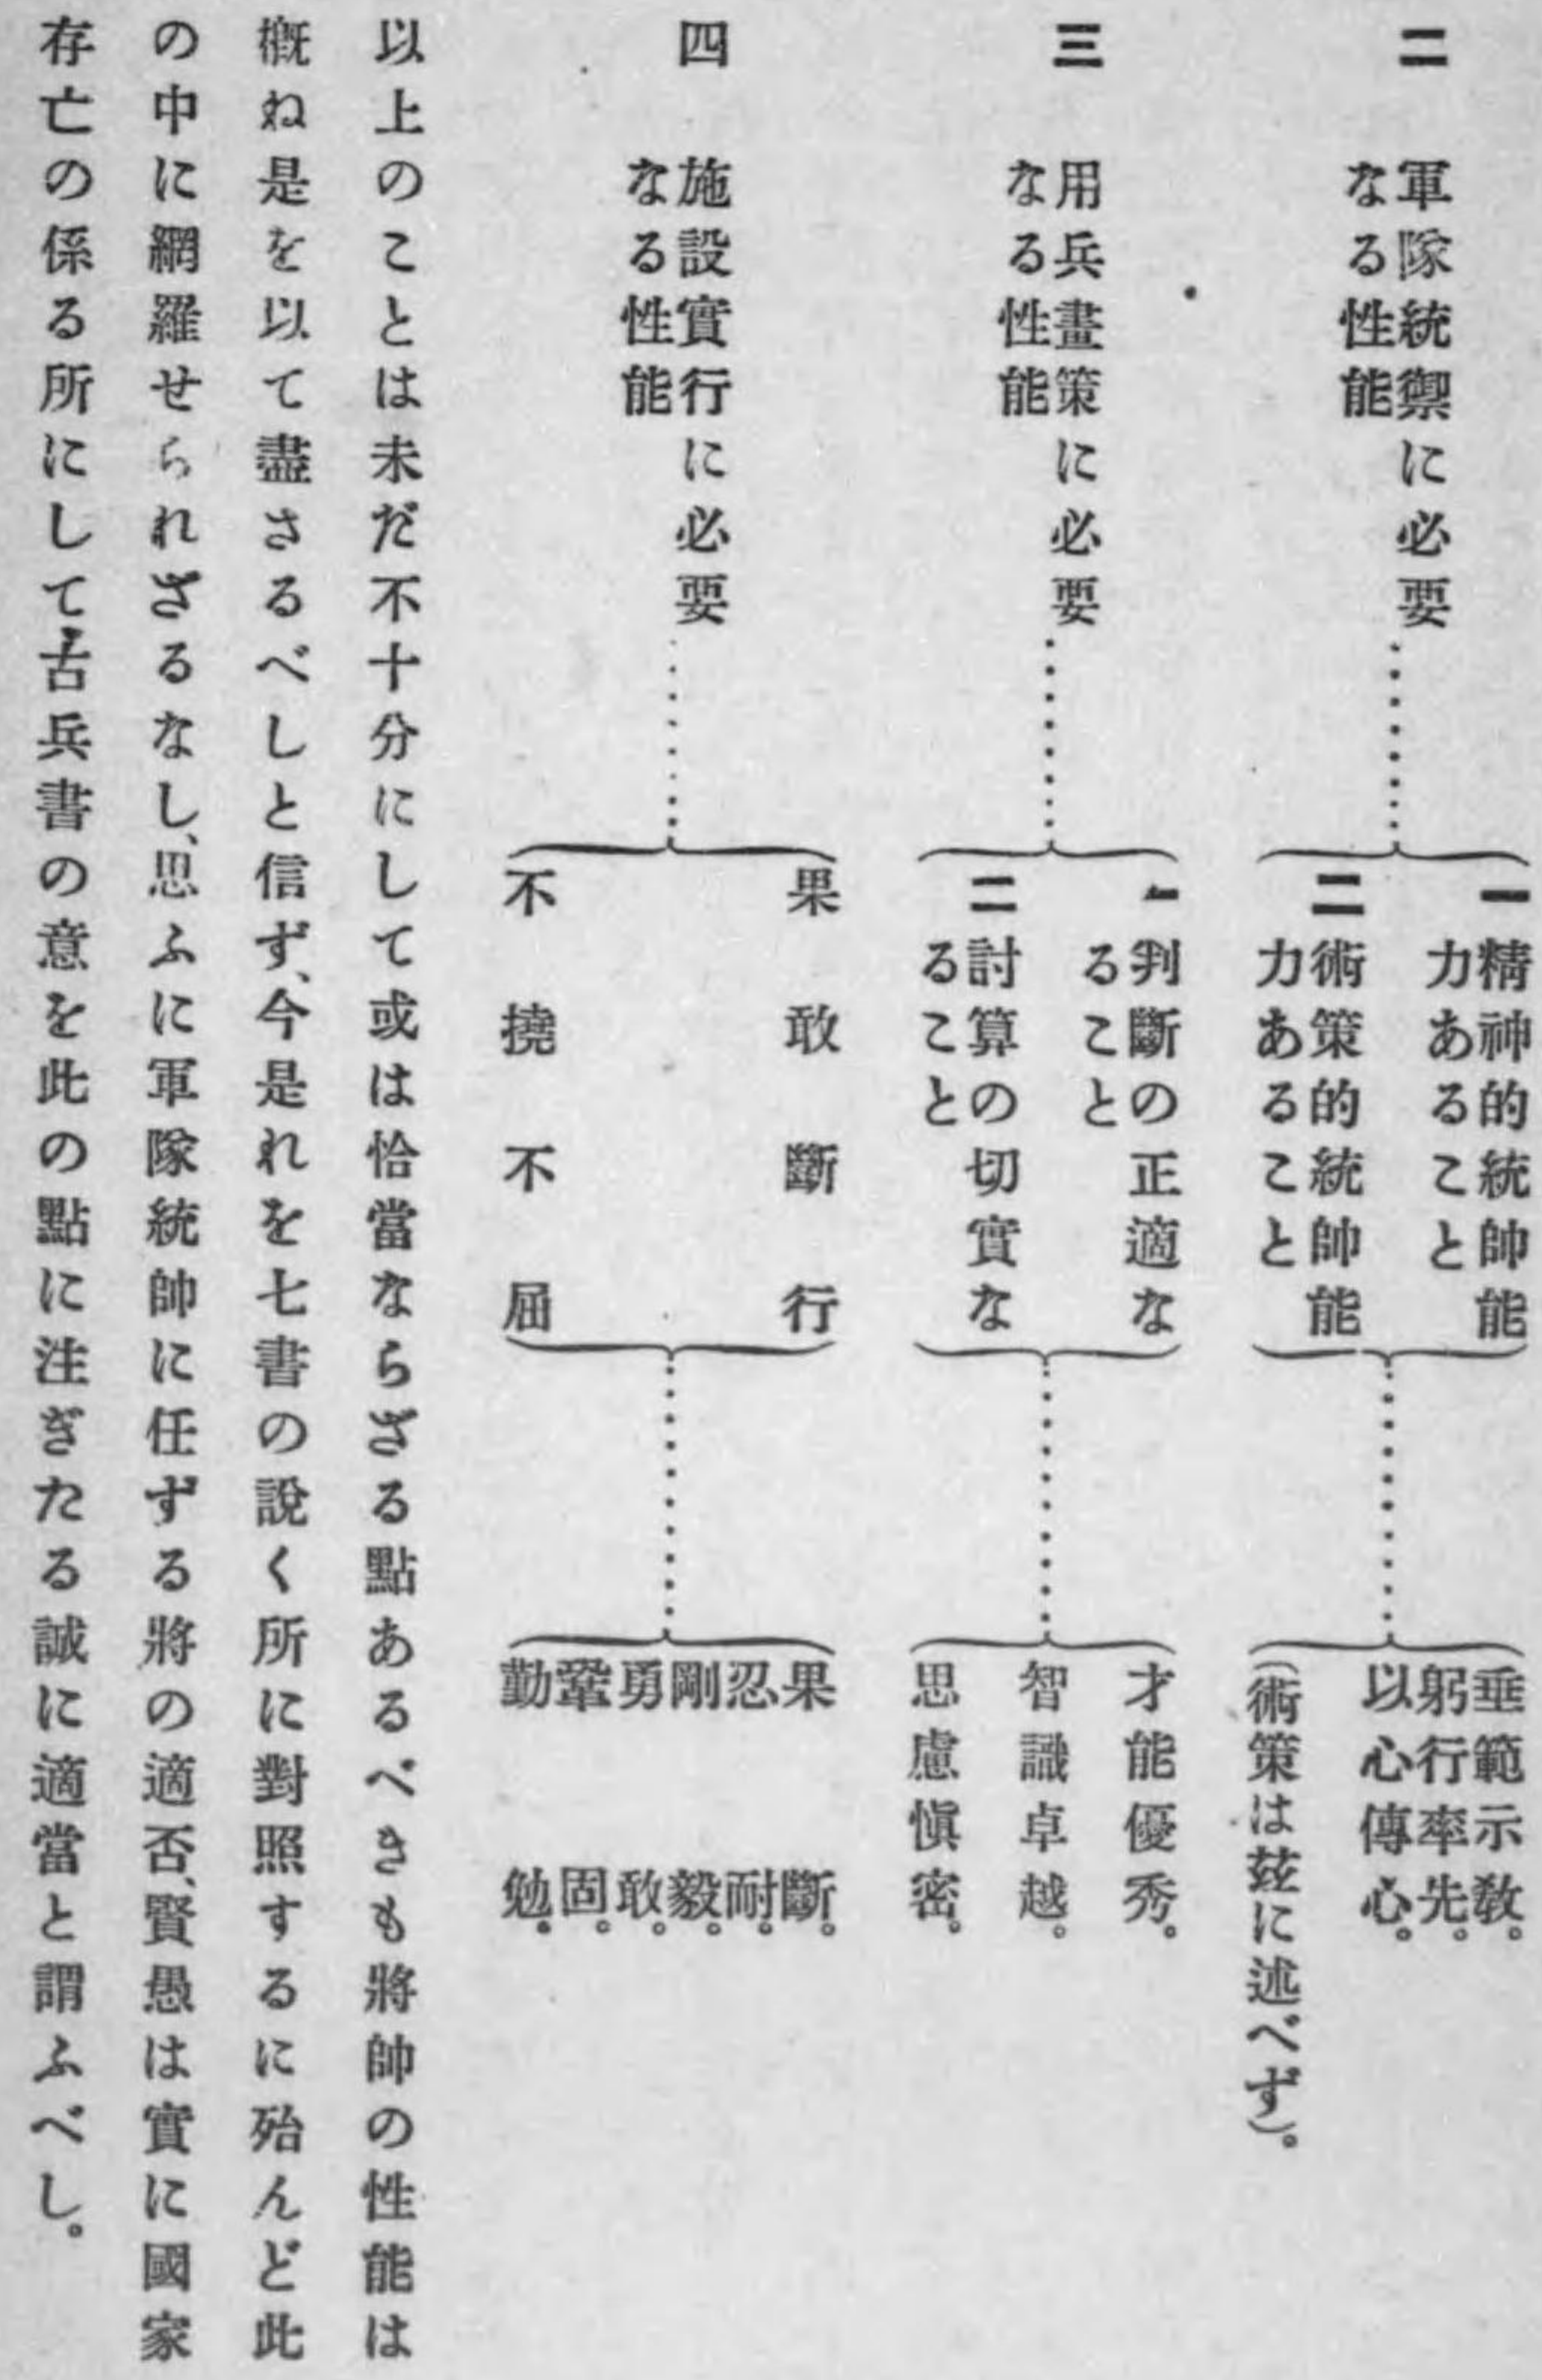 二　軍隊統禦に必要
なる性能
一　精神的統帥能
力あること
二　術策的統帥能
力あること
垂範示敎。
躬行率先。
以心傳心。
(術策は玆に述べず)。
三　用兵畫策に必要
なる性能
一　判斷の正適な
ること
二　討算の切實な
ること
才能優秀。
智識卓越。
思慮愼密。
四　施設實行に必要
なる性能
果敢斷行
不撓不屈
果斷。
忍耐。
剛毅。
勇敢。
鞏固。
勤勉。
以上のことは未だ不十分にして或は恰當ならざる點あるべきも將帥の性能は
槪ね是を以て盡さるべしと信ず、今是れを七書の說く所に對照するに殆んど此
の中に網羅せられざるなし、思ふに軍隊統帥に任ずる將の適否、賢愚は實に國家
存亡の係る所にして古兵書の意を此の點に注ぎたる誠に適當と謂ふべし。